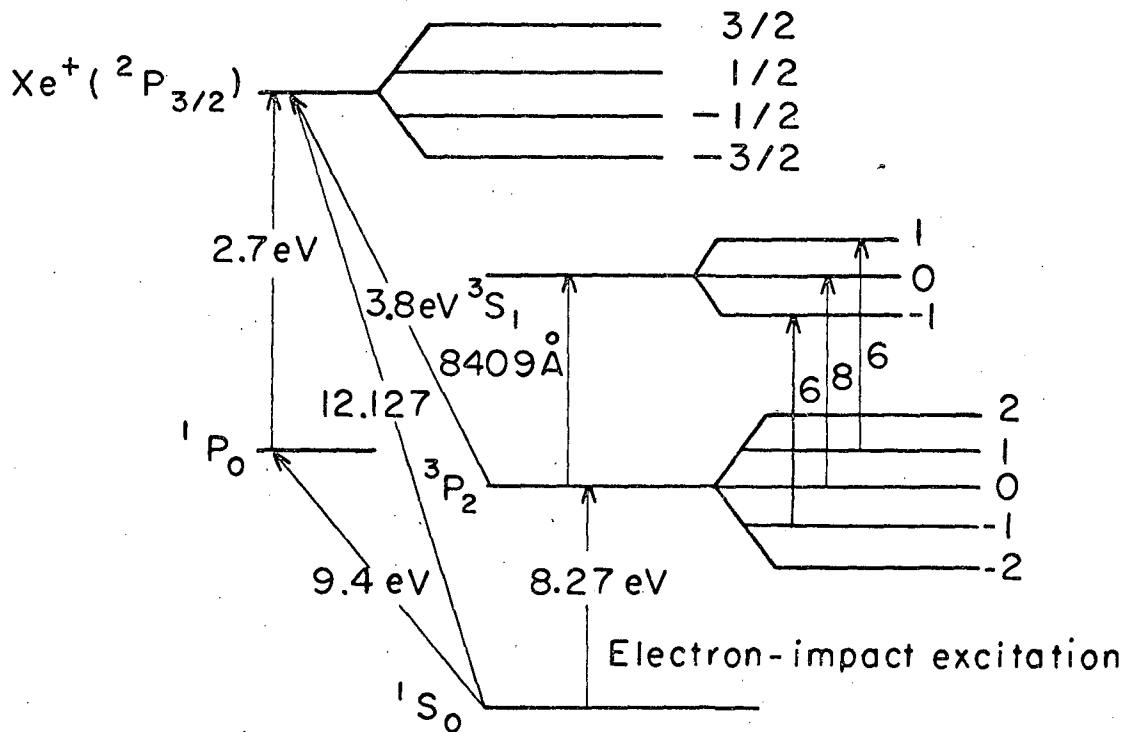 3/2
Xe⁺(²P₃/₂)
1/2
-1/2
-3/2
2.7 eV
1
0
-1
3.8 eV
³S₁
8409 Å
6
8
6
12.127
¹P₀
³P₂
2
1
0
-1
-2
9.4 eV
8.27 eV
Electron-impact excitation
¹S₀